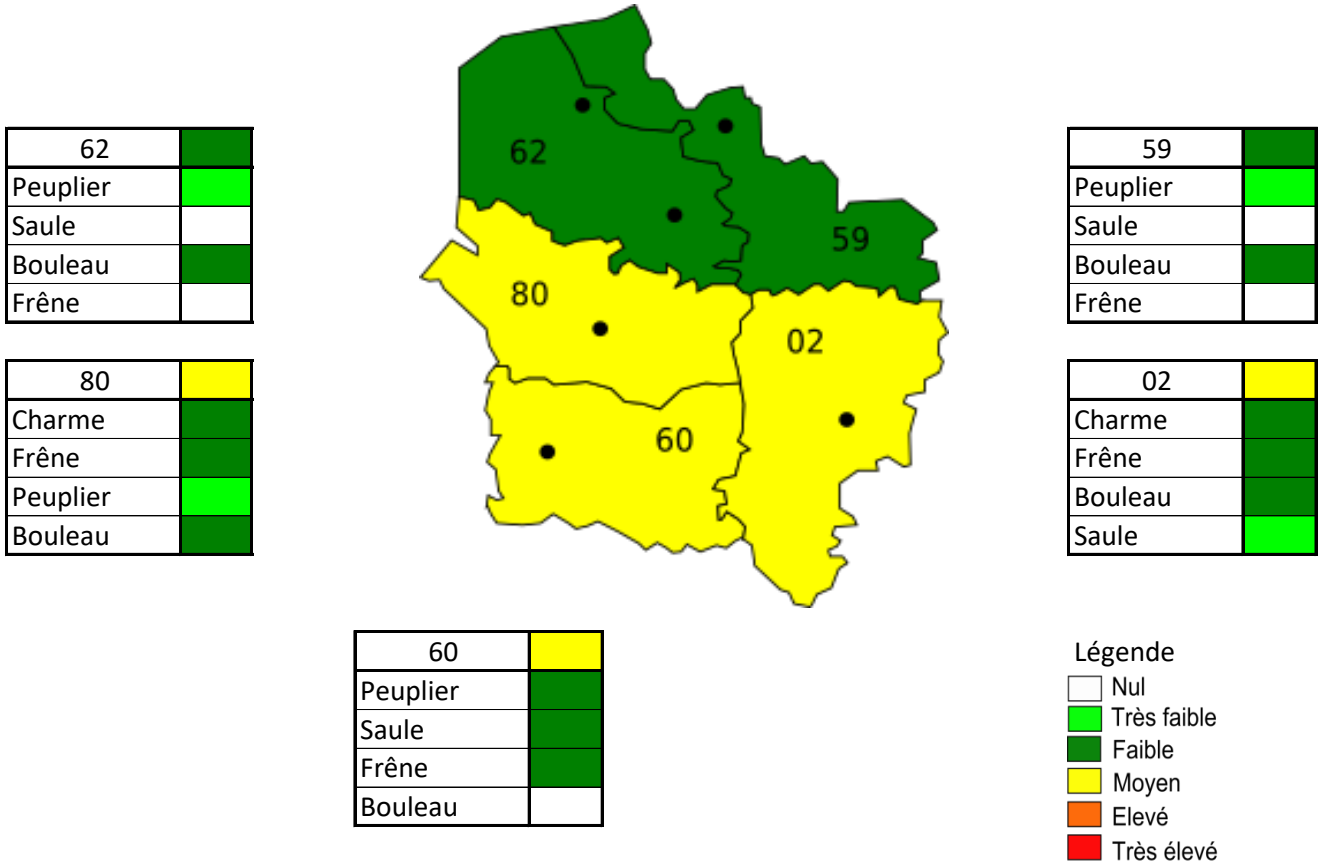 62
Peuplier
Saule
Bouleau
Frêne
80
Charme
Frêne
Peuplier
Bouleau
62
59
80
02
60
59
Peuplier
Saule
Bouleau
Frêne
02
Charme
Frêne
Bouleau
Saule
60
Peuplier
Saule
Frêne
Bouleau
Légende
Nul
Très faible
Faible
Moyen
Elevé
Très élevé